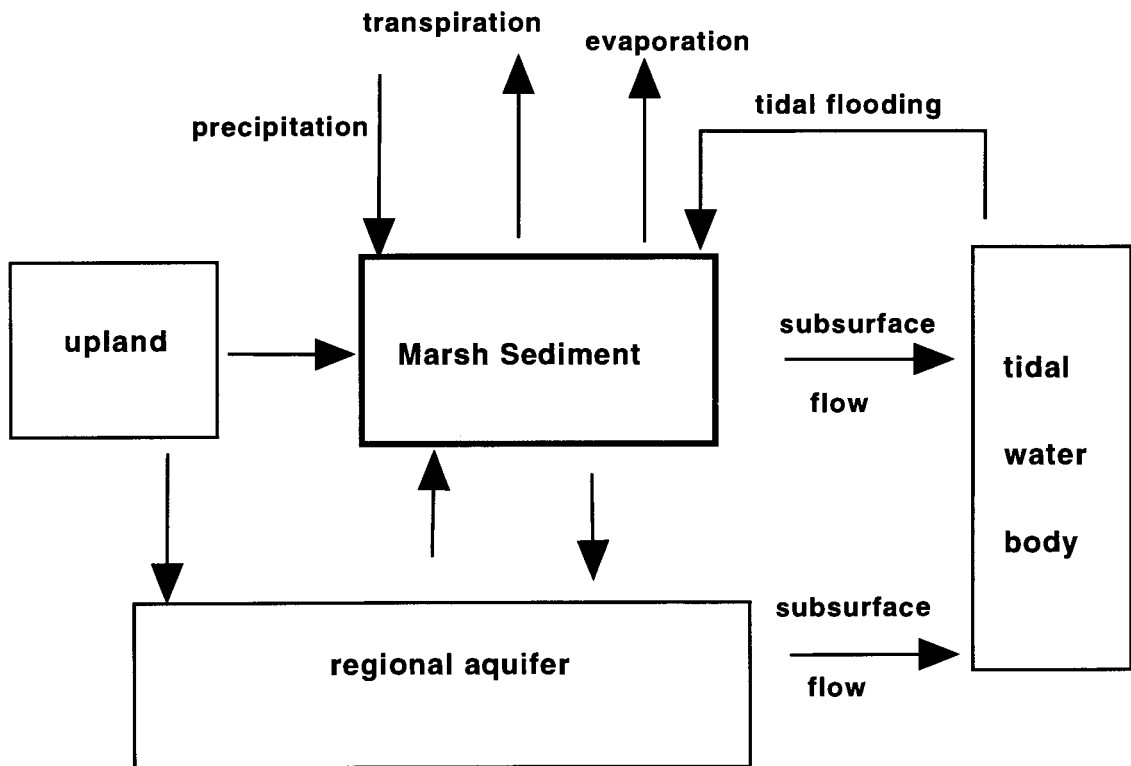 transpiration
evaporation
tidal flooding
precipitation
upland
Marsh Sediment
subsurface
flow
tidal
water
body
regional aquifer
subsurface
flow